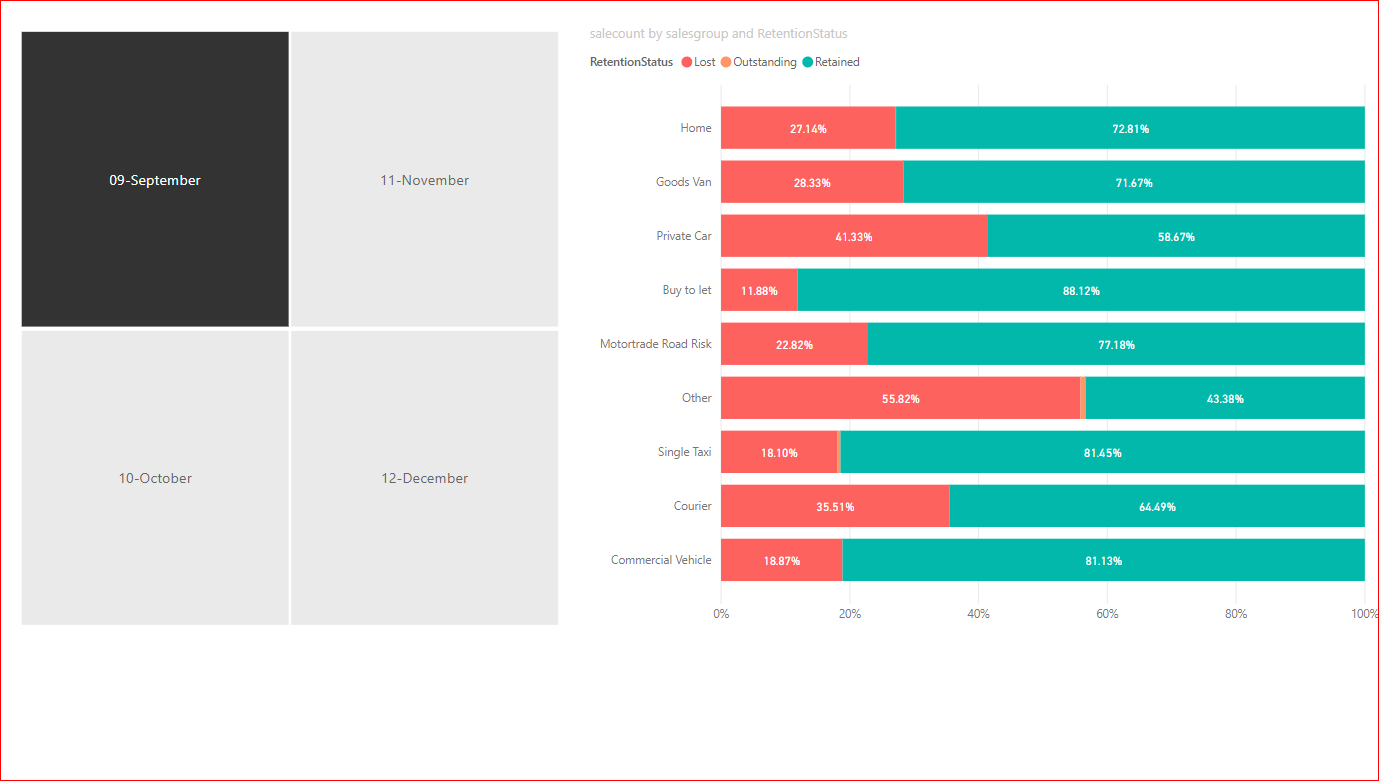 09-September
11-November
10-October
12-December
salecount by salesgroup and RetentionStatus
RetentionStatus Lost Outstanding Retained
Home 27.14% 72.81%
Goods Van 28.33% 71.67%
Private Car 41.33% 58.67%
Buy to let 11.88% 88.12%
Motortrade Road Risk 22.82% 77.18%
Other 55.82% 43.38%
Single Taxi 18.10% 81.45%
Courier 35.51% 64.49%
Commercial Vehicle 18.87% 81.13%
0% 20% 40% 60% 80% 100%